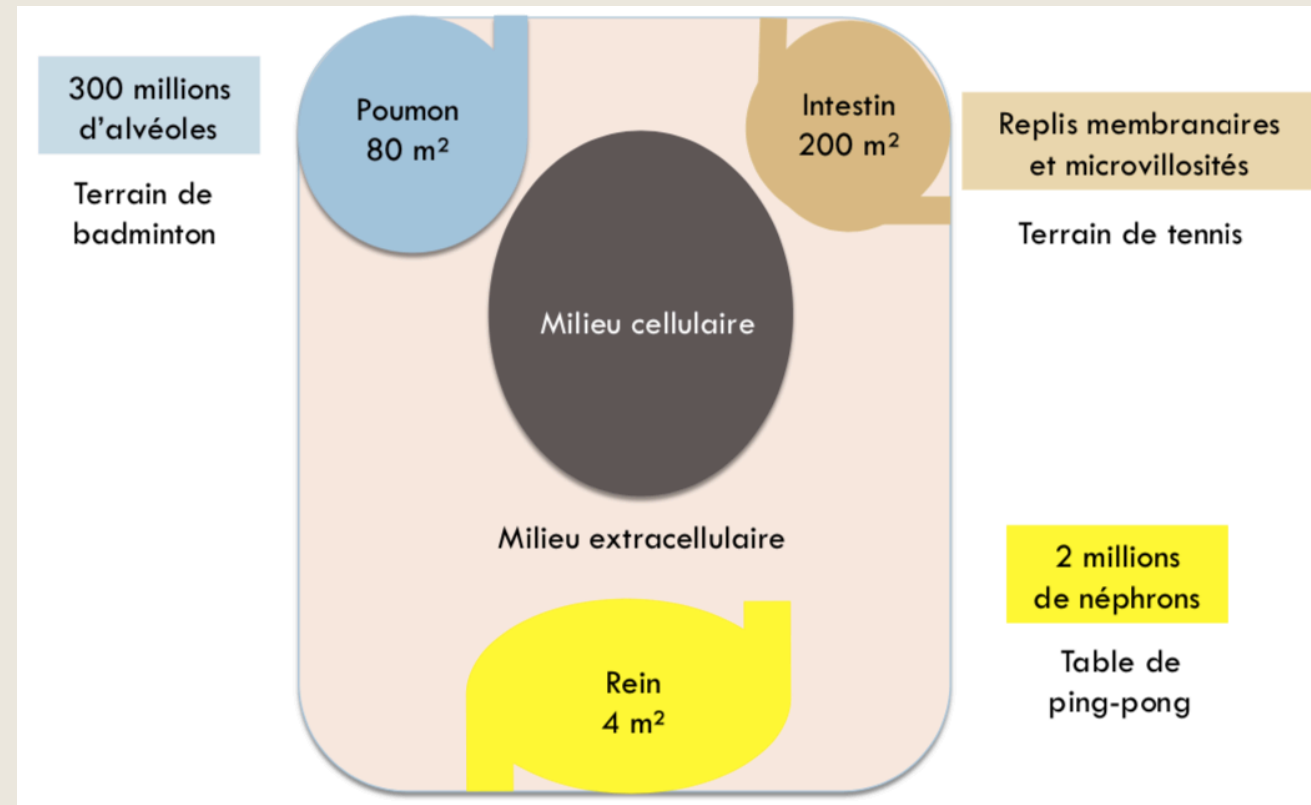 300 millions
d'alvéoles
Terrain de
badminton
Poumon
80 m²
Intestin
200 m²
Replis membranaires
et microvillosités
Terrain de tennis
Milieu cellulaire
Milieu extracellulaire
2 millions
de néphrons
Table de
ping-pong
Rein
4 m²